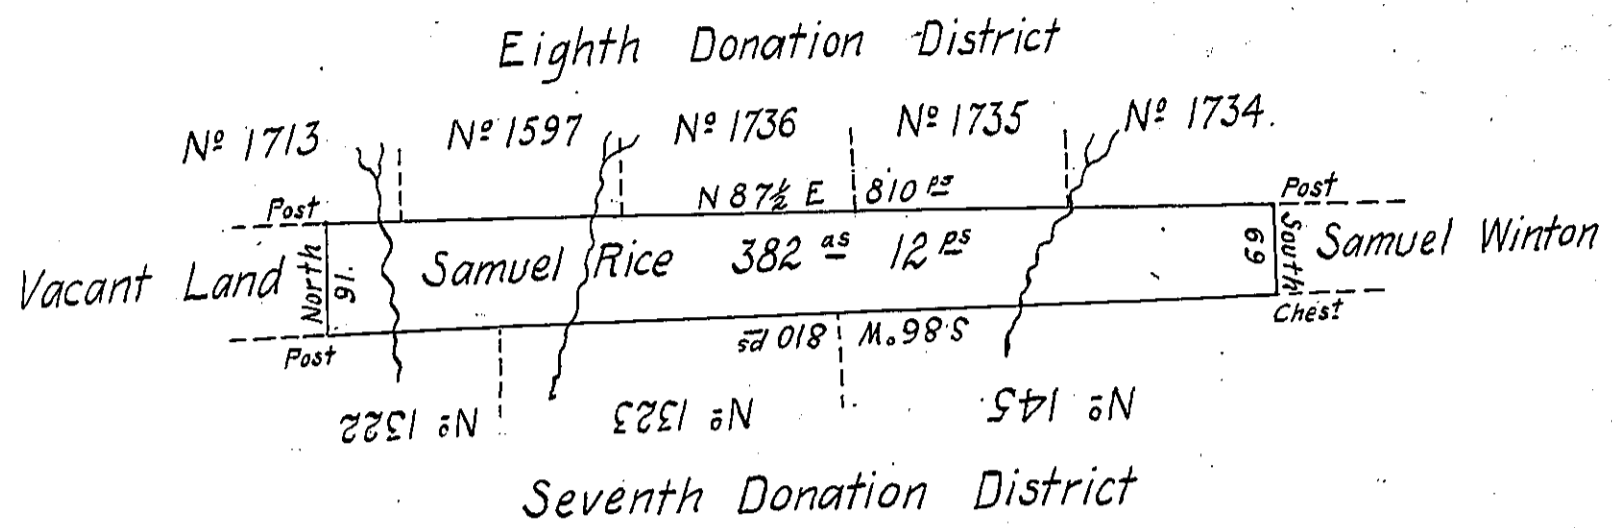 Eighth Donation District
Nº 1713 Nº 1597 Nº 1736 Nº 1735 Nº 1734.
Post N 87½ E 810 ps Post
Vacant Land North 91. Samuel Rice 382 as 12 ps 69 South Samuel Winton
Post S.86°W 810 ps Chest
Nº 1322 Nº 1323 Nº 145
Seventh Donation District